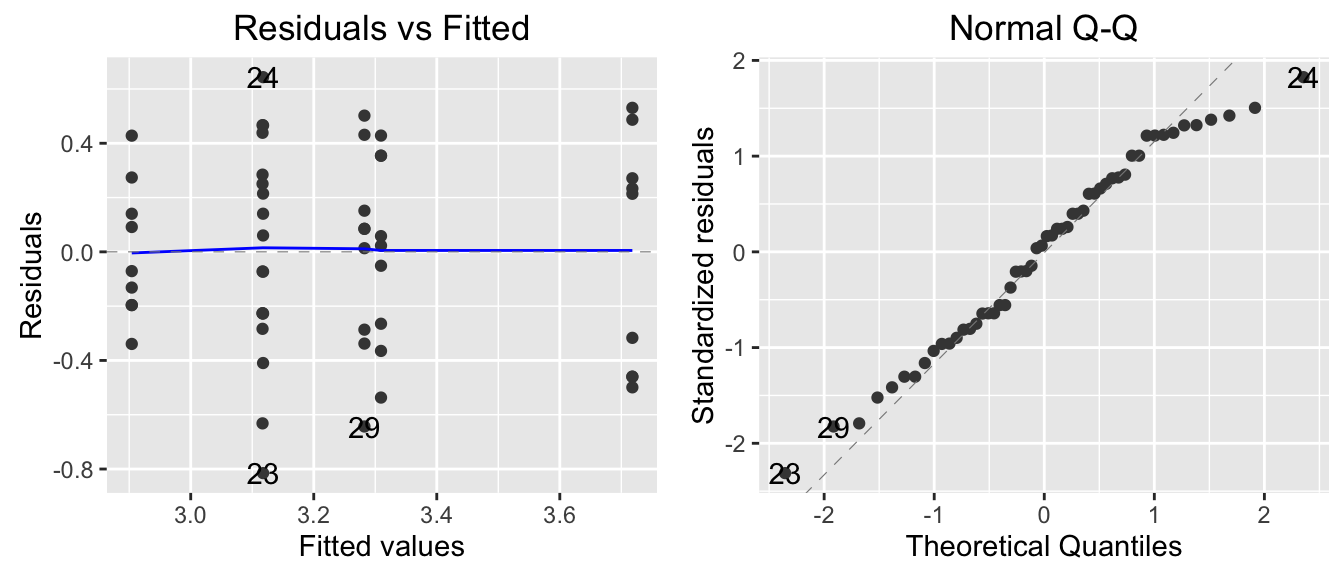 Residuals vs Fitted
24
29
23
0.4
0.0
-0.4
-0.8
3.0 3.2 3.4 3.6
Residuals
Fitted values
Normal Q-Q
24
29
23
2
1
0
-1
-2
-2 -1 0 1 2
Standardized residuals
Theoretical Quantiles